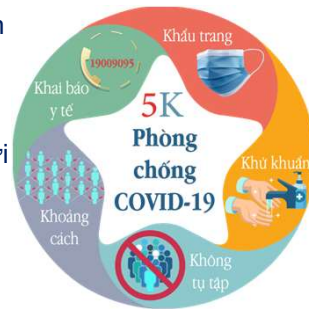 19009095
Khai báo
y tế
Khẩu trang
5K
Phòng
chống
COVID-19
Khử khuẩn
Khoảng
cách
Không
tụ tập